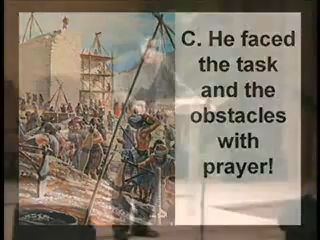 C. He faced
the task
and the
obstacles
with
prayer!